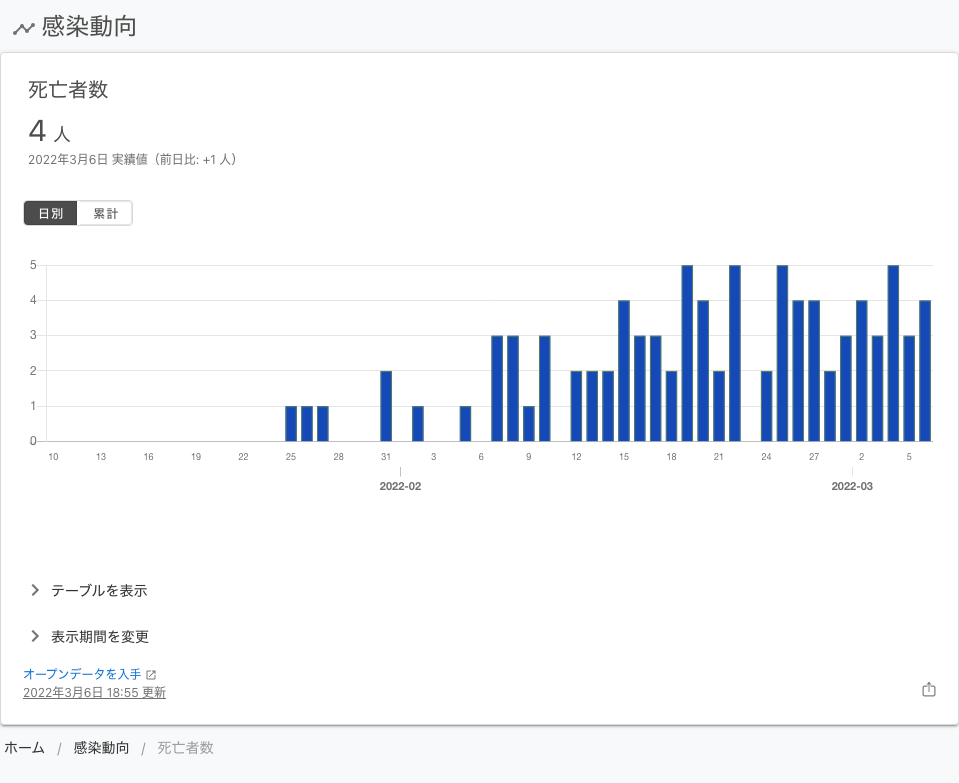 感染動向
死亡者数
4 人
2022年3月6日 実績値（前日比: +1 人）
日別 累計
5
4
3
2
1
0
10 13 16 19 22 25 28 31 3 6 9 12 15 18 21 24 27 2 5
2022-02 2022-03
テーブルを表示
表示期間を変更
オープンデータを入手
2022年3月6日 18:55 更新
ホーム / 感染動向 / 死亡者数